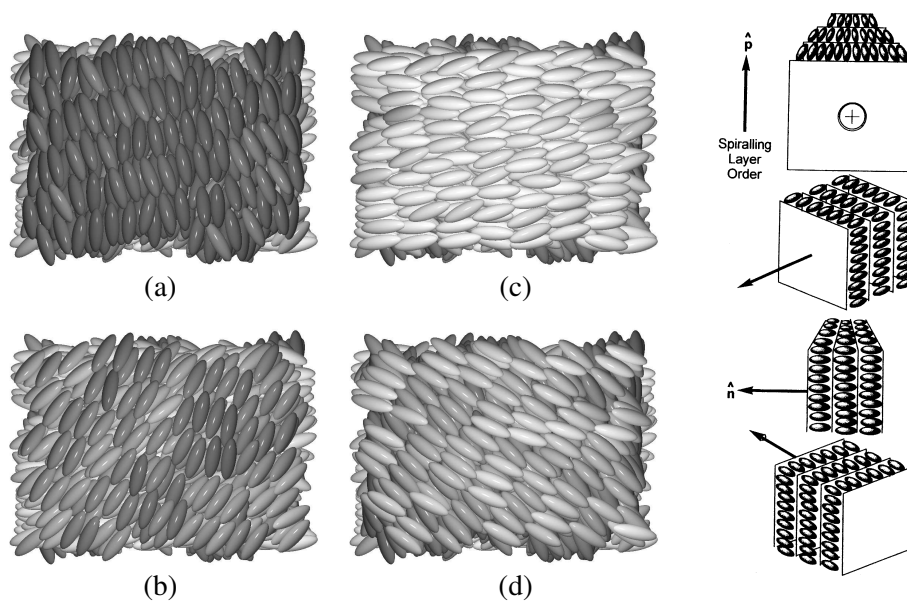 (a)
(c)
(b)
(d)
p̂
Spiralling
Layer
Order
n̂